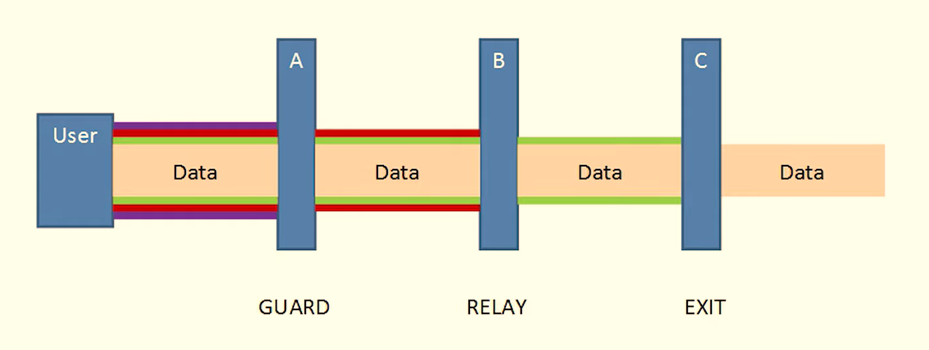 A
B
C
User
Data
Data
Data
Data
GUARD
RELAY
EXIT